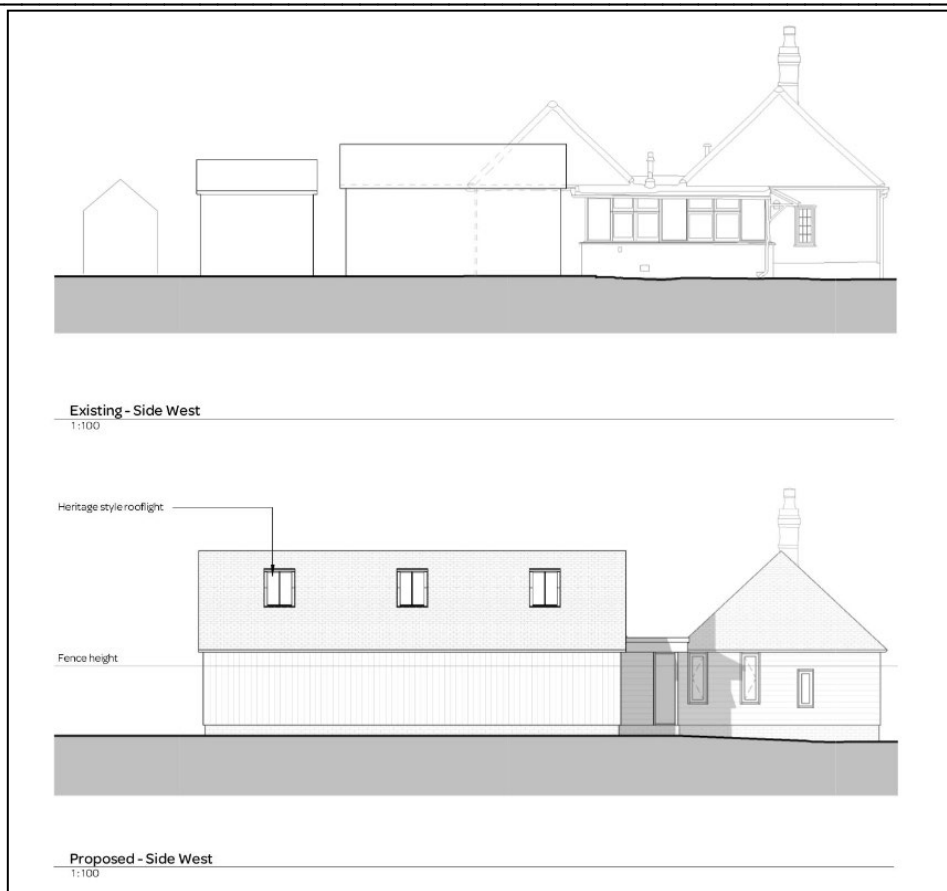 Existing - Side West
1:100
Heritage style rooflight
Fence height
Proposed - Side West
1:100